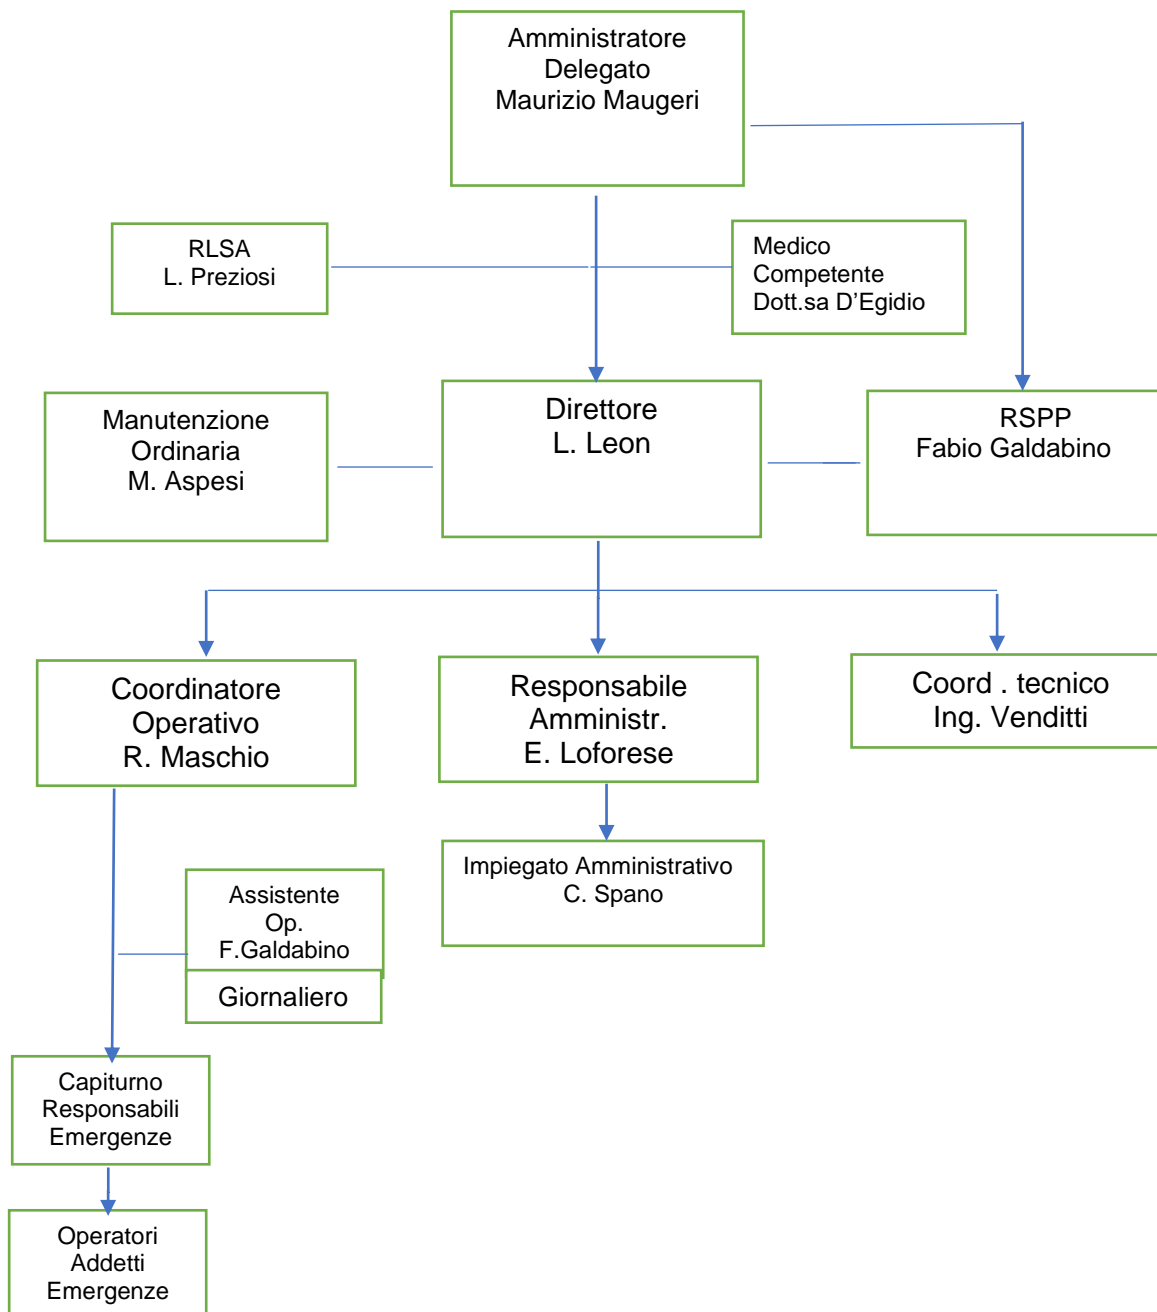 Amministratore
Delegato
Maurizio Maugeri
RLSA
L. Preziosi
Medico
Competente
Dott.sa D’Egidio
Manutenzione
Ordinaria
M. Aspesi
Direttore
L. Leon
RSPP
Fabio Galdabino
Coordinatore
Operativo
R. Maschio
Responsabile
Amministr.
E. Loforese
Coord . tecnico
Ing. Venditti
Impiegato Amministrativo
C. Spano
Assistente
Op.
F.Galdabino
Giornaliero
Capiturno
Responsabili
Emergenze
Operatori
Addetti
Emergenze